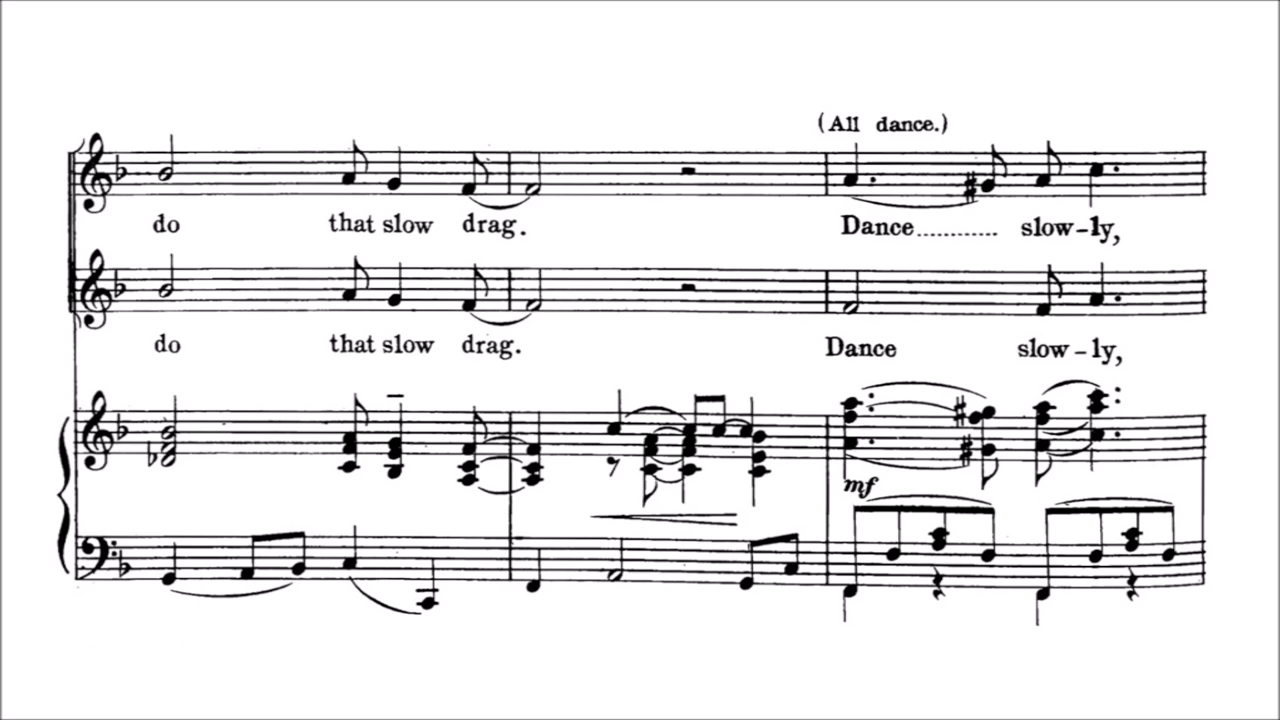 (All dance.)
do that slow drag. Dance............ slow-ly,
do that slow drag. Dance slow-ly,
mf